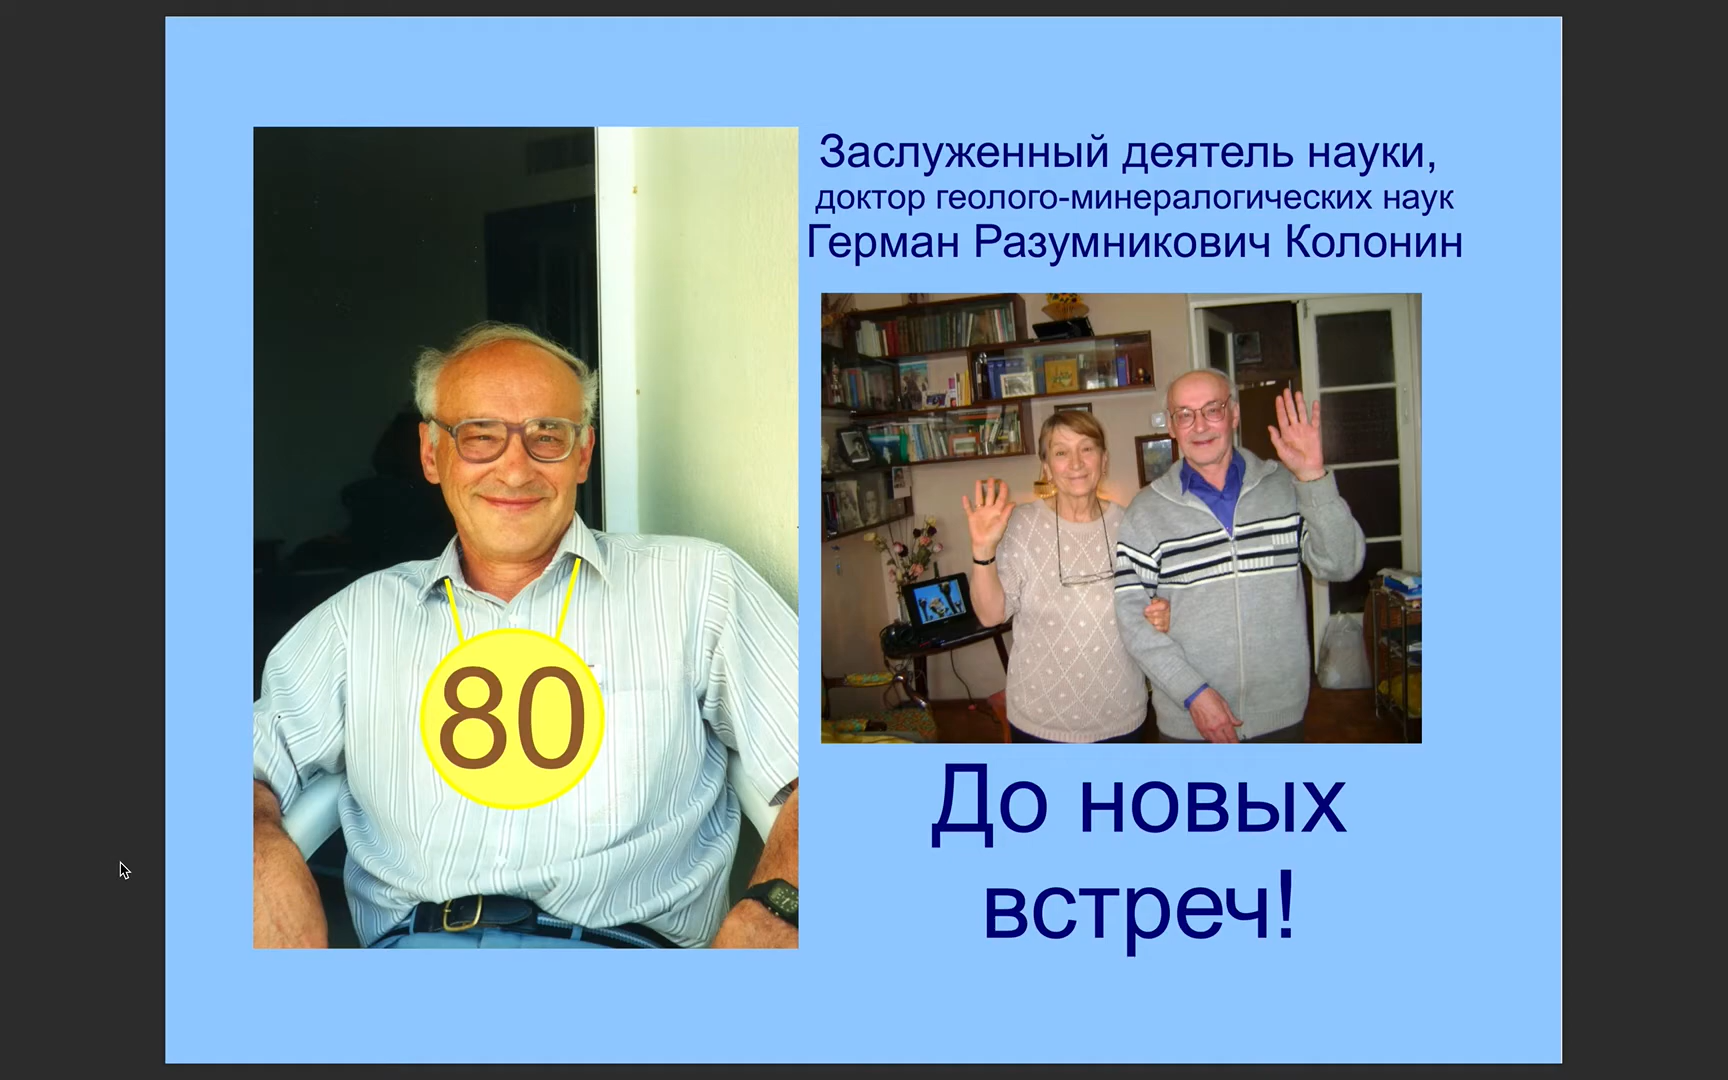 Заслуженный деятель науки,
доктор геолого-минералогических наук
Герман Разумникович Колонин
80
До новых
встреч!